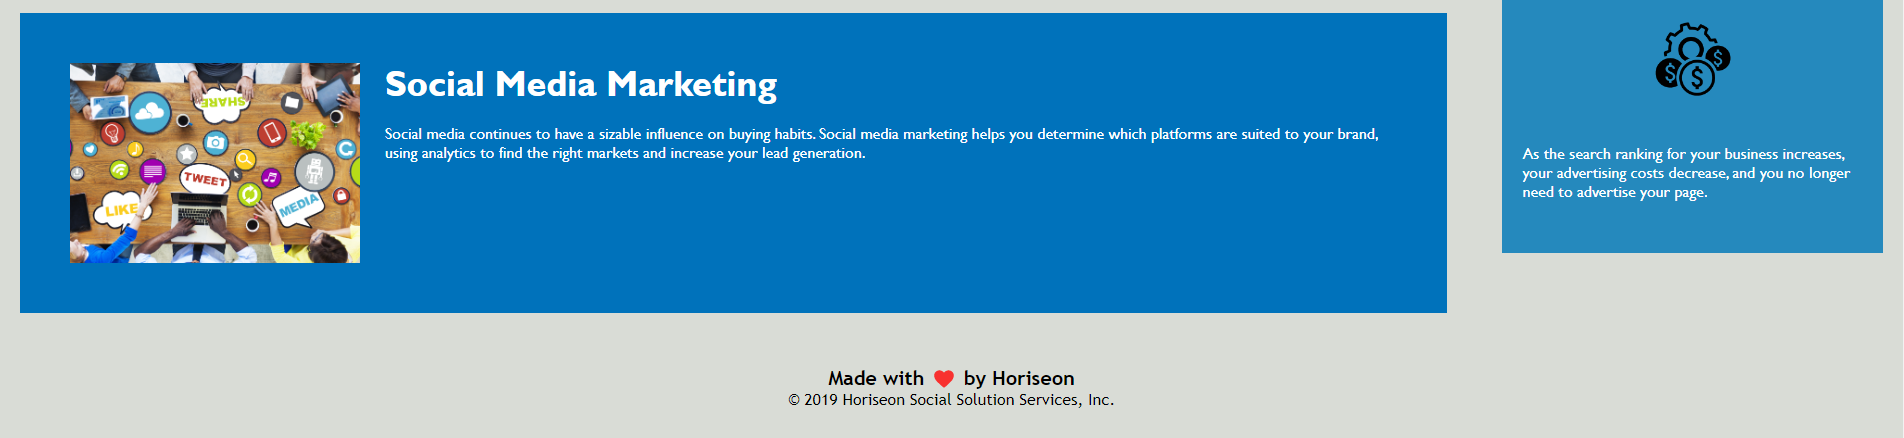 Social Media Marketing
Social media continues to have a sizable influence on buying habits. Social media marketing helps you determine which platforms are suited to your brand,
using analytics to find the right markets and increase your lead generation.
SHARE
TWEET
LIKE
MEDIA
$
$
$
As the search ranking for your business increases,
your advertising costs decrease, and you no longer
need to advertise your page.
Made with ❤ by Horiseon
© 2019 Horiseon Social Solution Services, Inc.